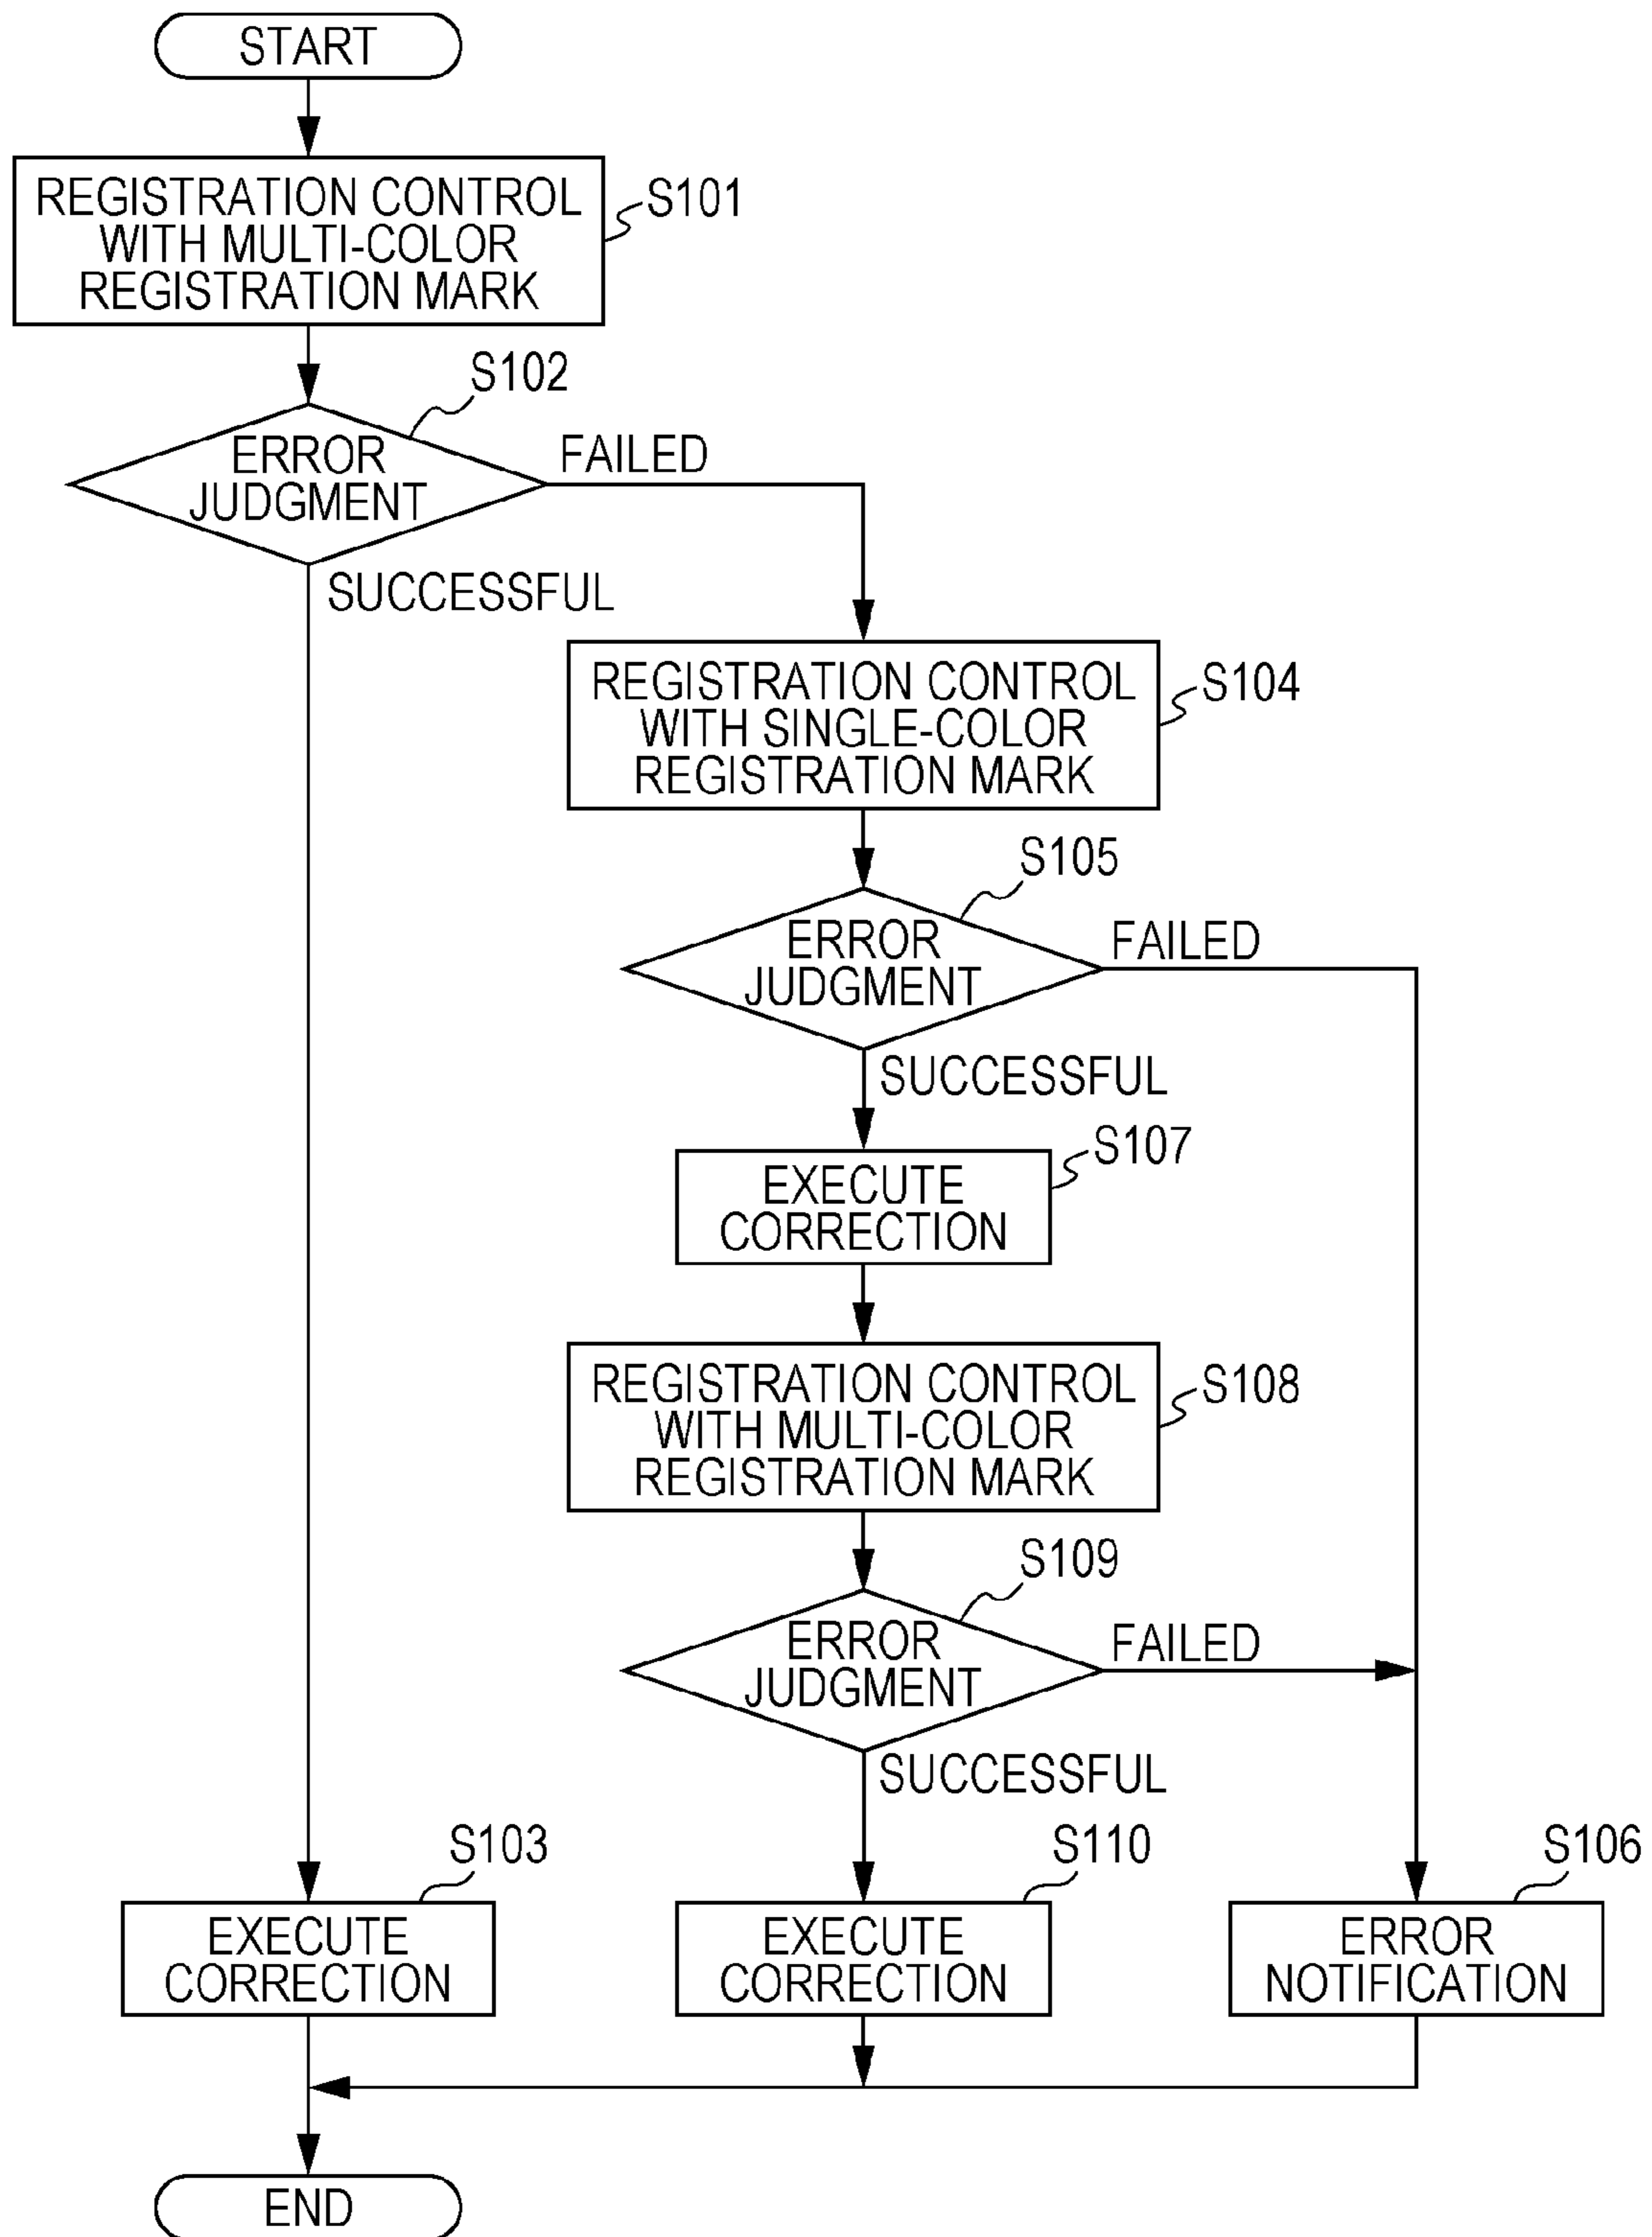 START
REGISTRATION CONTROL
WITH MULTI-COLOR
REGISTRATION MARK
S101
S102
ERROR
JUDGMENT
FAILED
SUCCESSFUL
REGISTRATION CONTROL
WITH SINGLE-COLOR
REGISTRATION MARK
S104
S105
ERROR
JUDGMENT
FAILED
SUCCESSFUL
S107
EXECUTE
CORRECTION
REGISTRATION CONTROL
WITH MULTI-COLOR
REGISTRATION MARK
S108
S109
ERROR
JUDGMENT
FAILED
SUCCESSFUL
S103
EXECUTE
CORRECTION
S110
EXECUTE
CORRECTION
S106
ERROR
NOTIFICATION
END